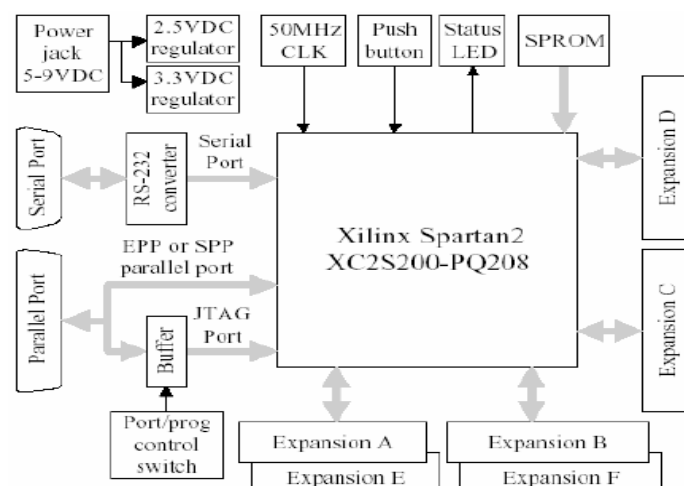 Power
jack
5-9VDC
2.5VDC
regulator
3.3VDC
regulator
50MHz
CLK
Push
button
Status
LED
SPROM
Serial Port
RS-232
converter
Serial
Port
Expansion D
Xilinx Spartan2
XC2S200-PQ208
EPP or SPP
parallel port
Parallel Port
Buffer
JTAG
Port
Expansion C
Port/prog
control
switch
Expansion A
Expansion E
Expansion B
Expansion F